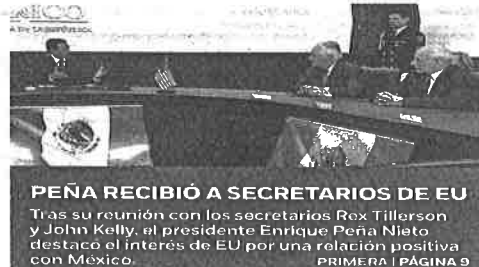 PEÑA RECIBIÓ A SECRETARIOS DE EU
Tras su reunión con los secretarios Rex Tillerson
y John Kelly, el presidente Enrique Peña Nieto
destacó el interés de EU por una relación positiva
con México.
PRIMERA | PÁGINA 9